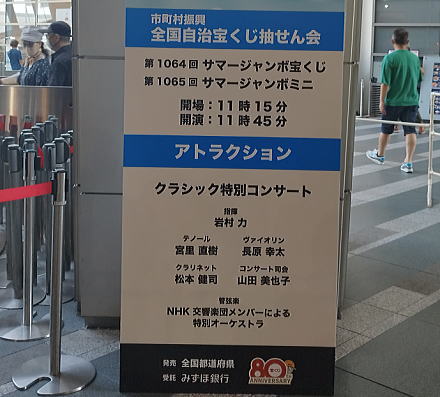 市町村振興
全国自治宝くじ抽せん会
第1064回 サマージャンボ宝くじ
第1065回 サマージャンボミニ
開場：11時15分
開演：11時45分
アトラクション
クラシック特別コンサート
指揮
岩村 力
テノール ヴァイオリン
宮里 直樹 長原 幸太
クラリネット コンサート司会
松本 健司 山田 美也子
管弦楽
NHK交響楽団メンバーによる
特別オーケストラ
発売 全国都道府県
受託 みずほ銀行
80
ANNIVERSARY